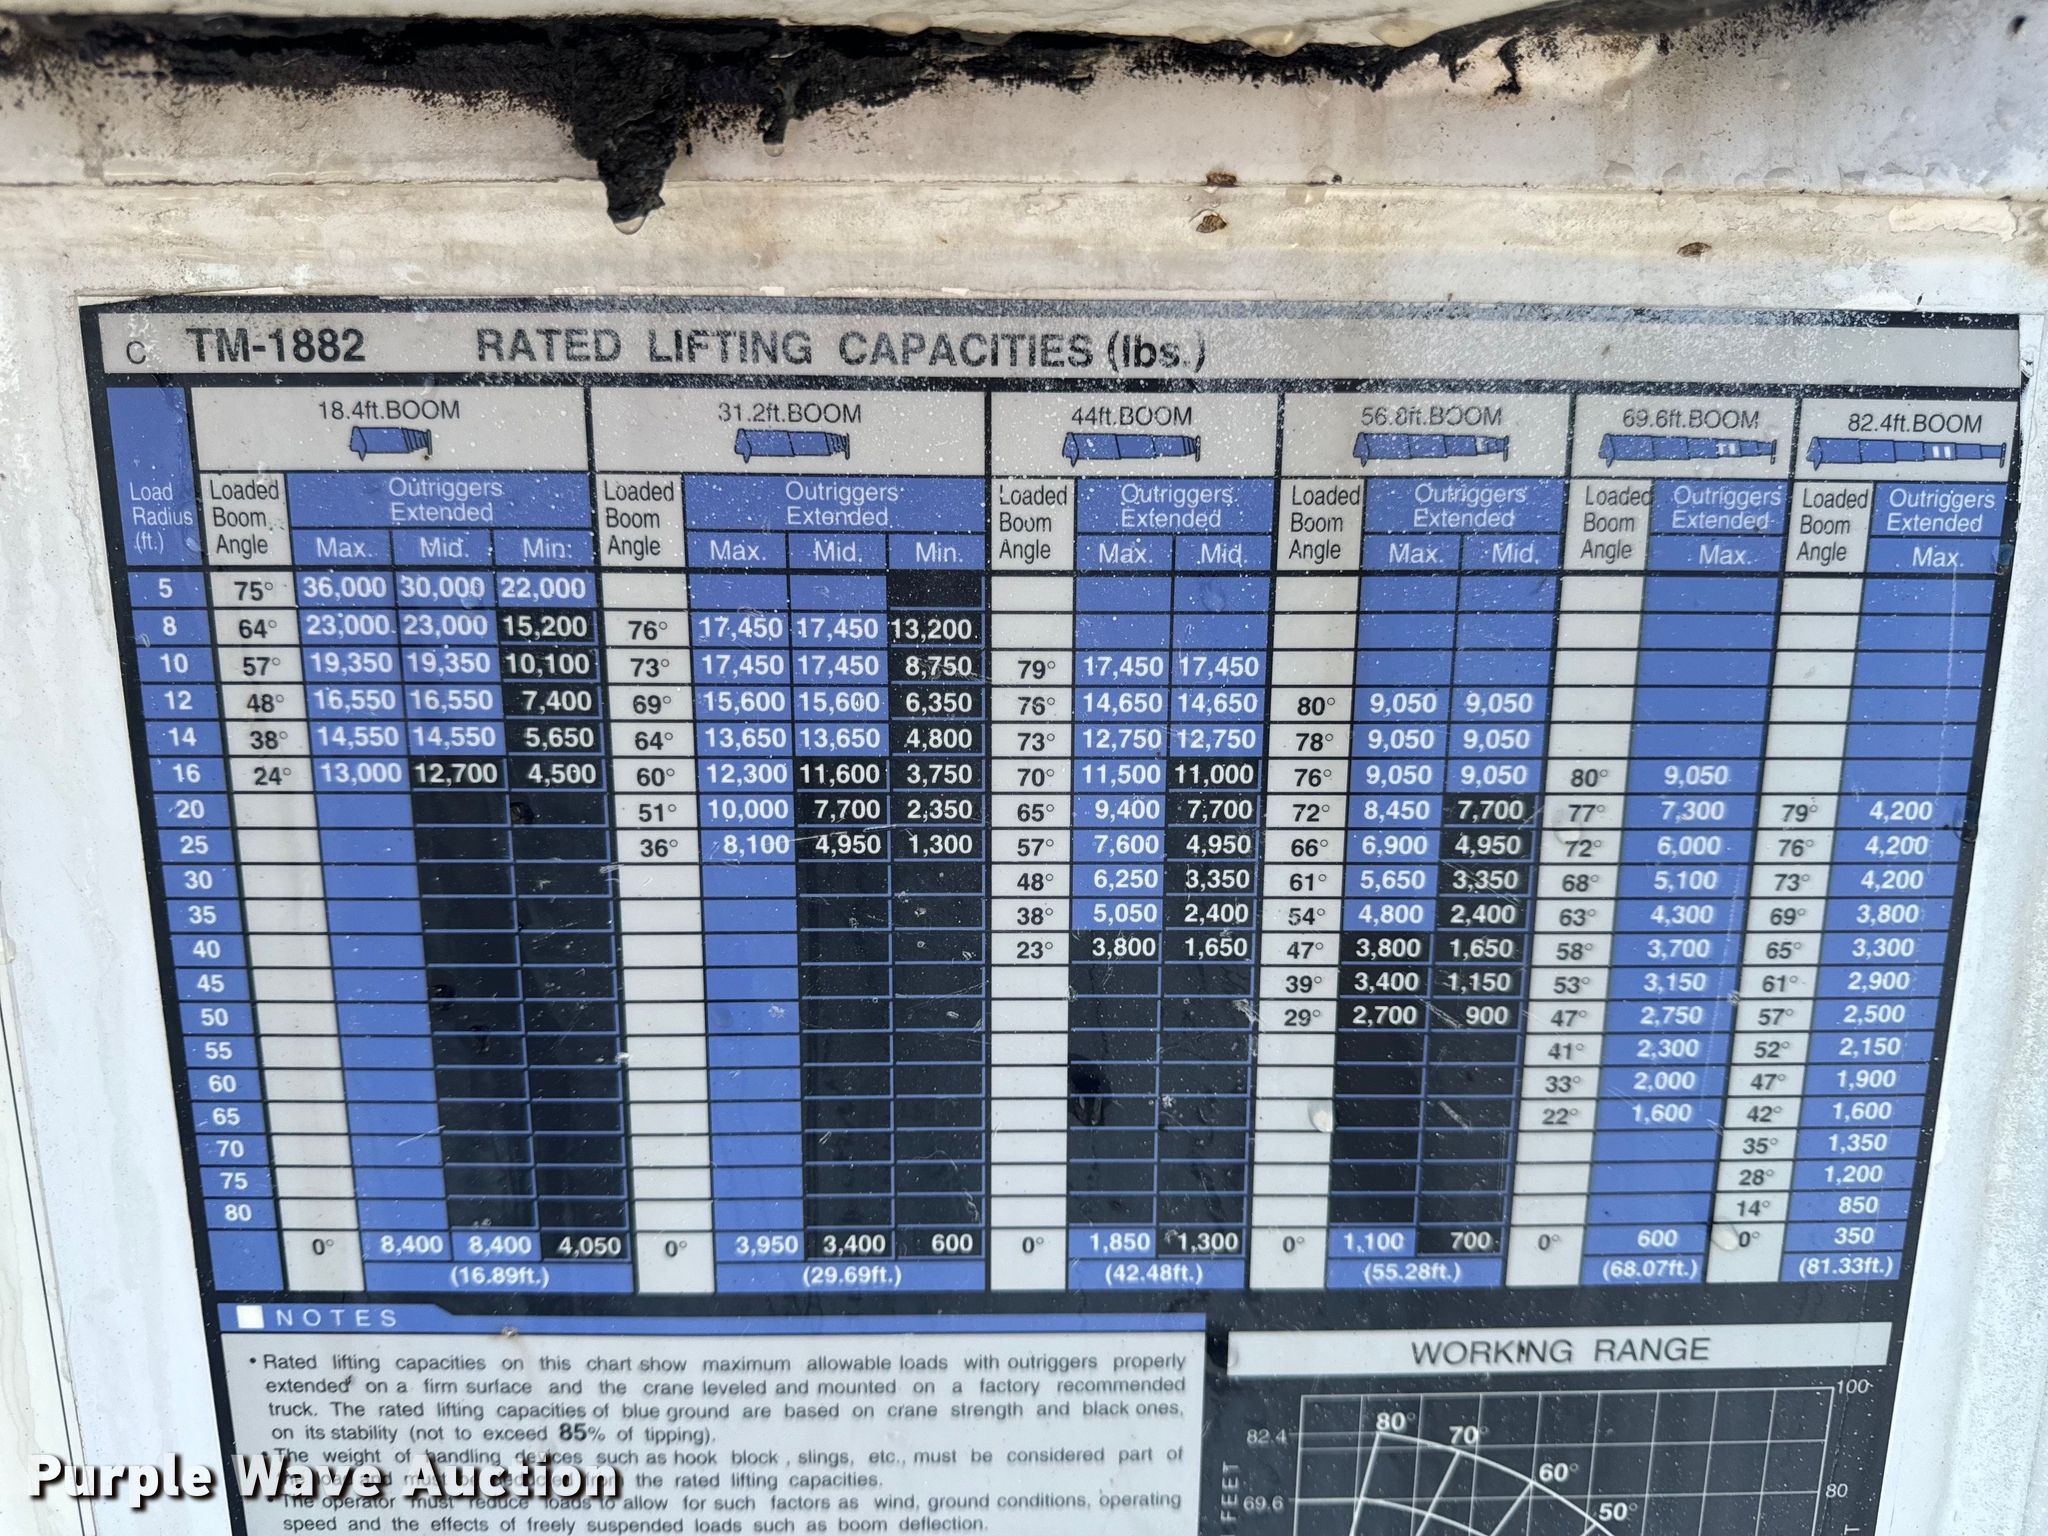 C TM-1882 RATED LIFTING CAPACITIES (lbs.)
18.4ft.BOOM 31.2ft.BOOM 44ft.BOOM 56.8ft.BOOM 69.6ft.BOOM 82.4ft.BOOM
Load Radius (ft.) Loaded Boom Angle Outriggers Extended Loaded Boom Angle Outriggers Extended Loaded Boom Angle Outriggers Extended Loaded Boom Angle Outriggers Extended Loaded Boom Angle Outriggers Extended Loaded Boom Angle Outriggers Extended
Max. Mid. Min. Max. Mid. Min. Max. Mid. Max. Mid. Max. Max.
5 75° 36,000 30,000 22,000
8 64° 23,000 23,000 15,200 76° 17,450 17,450 13,200
10 57° 19,350 19,350 10,100 73° 17,450 17,450 8,750 79° 17,450 17,450
12 48° 16,550 16,550 7,400 69° 15,600 15,600 6,350 76° 14,650 14,650 80° 9,050 9,050
14 38° 14,550 14,550 5,650 64° 13,650 13,650 4,800 73° 12,750 12,750 78° 9,050 9,050
16 24° 13,000 12,700 4,500 60° 12,300 11,600 3,750 70° 11,500 11,000 76° 9,050 9,050 80° 9,050
20 51° 10,000 7,700 2,350 65° 9,400 7,700 72° 8,450 7,700 77° 7,300 79° 4,200
25 36° 8,100 4,950 1,300 57° 7,600 4,950 66° 6,900 4,950 72° 6,000 76° 4,200
30 48° 6,250 3,350 61° 5,650 3,350 68° 5,100 73° 4,200
35 38° 5,050 2,400 54° 4,800 2,400 63° 4,300 69° 3,800
40 23° 3,800 1,650 47° 3,800 1,650 58° 3,700 65° 3,300
45 39° 3,400 1,150 53° 3,150 61° 2,900
50 29° 2,700 900 47° 2,750 57° 2,500
55 41° 2,300 52° 2,150
60 33° 2,000 47° 1,900
65 22° 1,600 42° 1,600
70 35° 1,350
75 28° 1,200
80 14° 850
0° 8,400 8,400 4,050 0° 3,950 3,400 600 0° 1,850 1,300 0° 1,100 700 0° 600 0° 350
(16.89ft.) (29.69ft.) (42.48ft.) (55.28ft.) (68.07ft.) (81.33ft.)
NOTES
• Rated lifting capacities on this chart show maximum allowable loads with outriggers properly
extended on a firm surface and the crane leveled and mounted on a factory recommended
truck. The rated lifting capacities of blue ground are based on crane strength and black ones,
on its stability (not to exceed 85% of tipping).
• The weight of handling devices such as hook block, slings, etc., must be considered part of
the load and must be deducted from the rated lifting capacities.
• The operator must reduce loads to allow for such factors as wind, ground conditions, operating
speed and the effects of freely suspended loads such as boom deflection.
WORKING RANGE
100
82.4 80° 70°
60°
80
69.6 50°
FEET
Purple Wave Auction